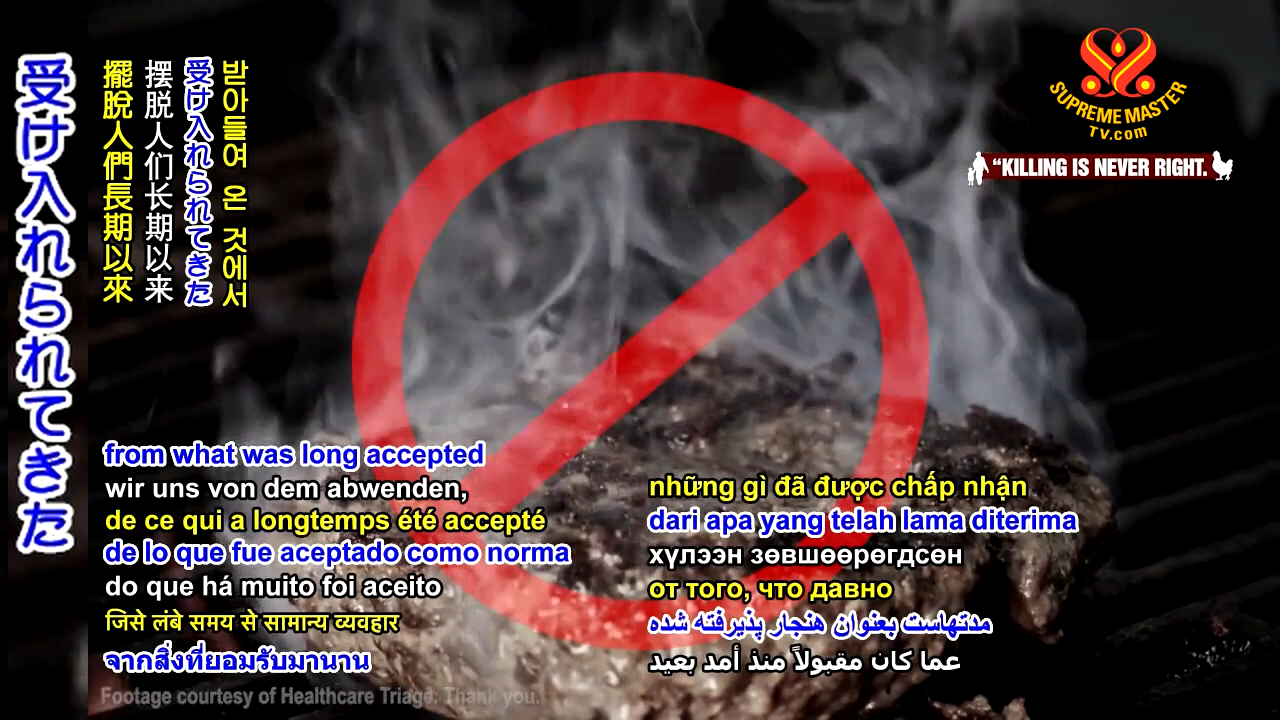 受け入れられてきた
擺脫人們長期以來
摆脱人们长期以来
受け入れられてきた
받아들여 온 것에서
SUPREME MASTER
TV.com
“KILLING IS NEVER RIGHT.
from what was long accepted
wir uns von dem abwenden,
de ce qui a longtemps été accepté
de lo que fue aceptado como norma
do que há muito foi aceito
जिसे लंबे समय से सामान्य व्यवहार
จากสิ่งที่ยอมรับมานาน
những gì đã được chấp nhận
dari apa yang telah lama diterima
хүлээн зөвшөөрөгдсөн
от того, что давно
مدتهاست بعنوان هنجار پذیرفته شده
عما كان مقبولاً منذ أمد بعيد
Footage courtesy of Healthcare Triage. Thank you.